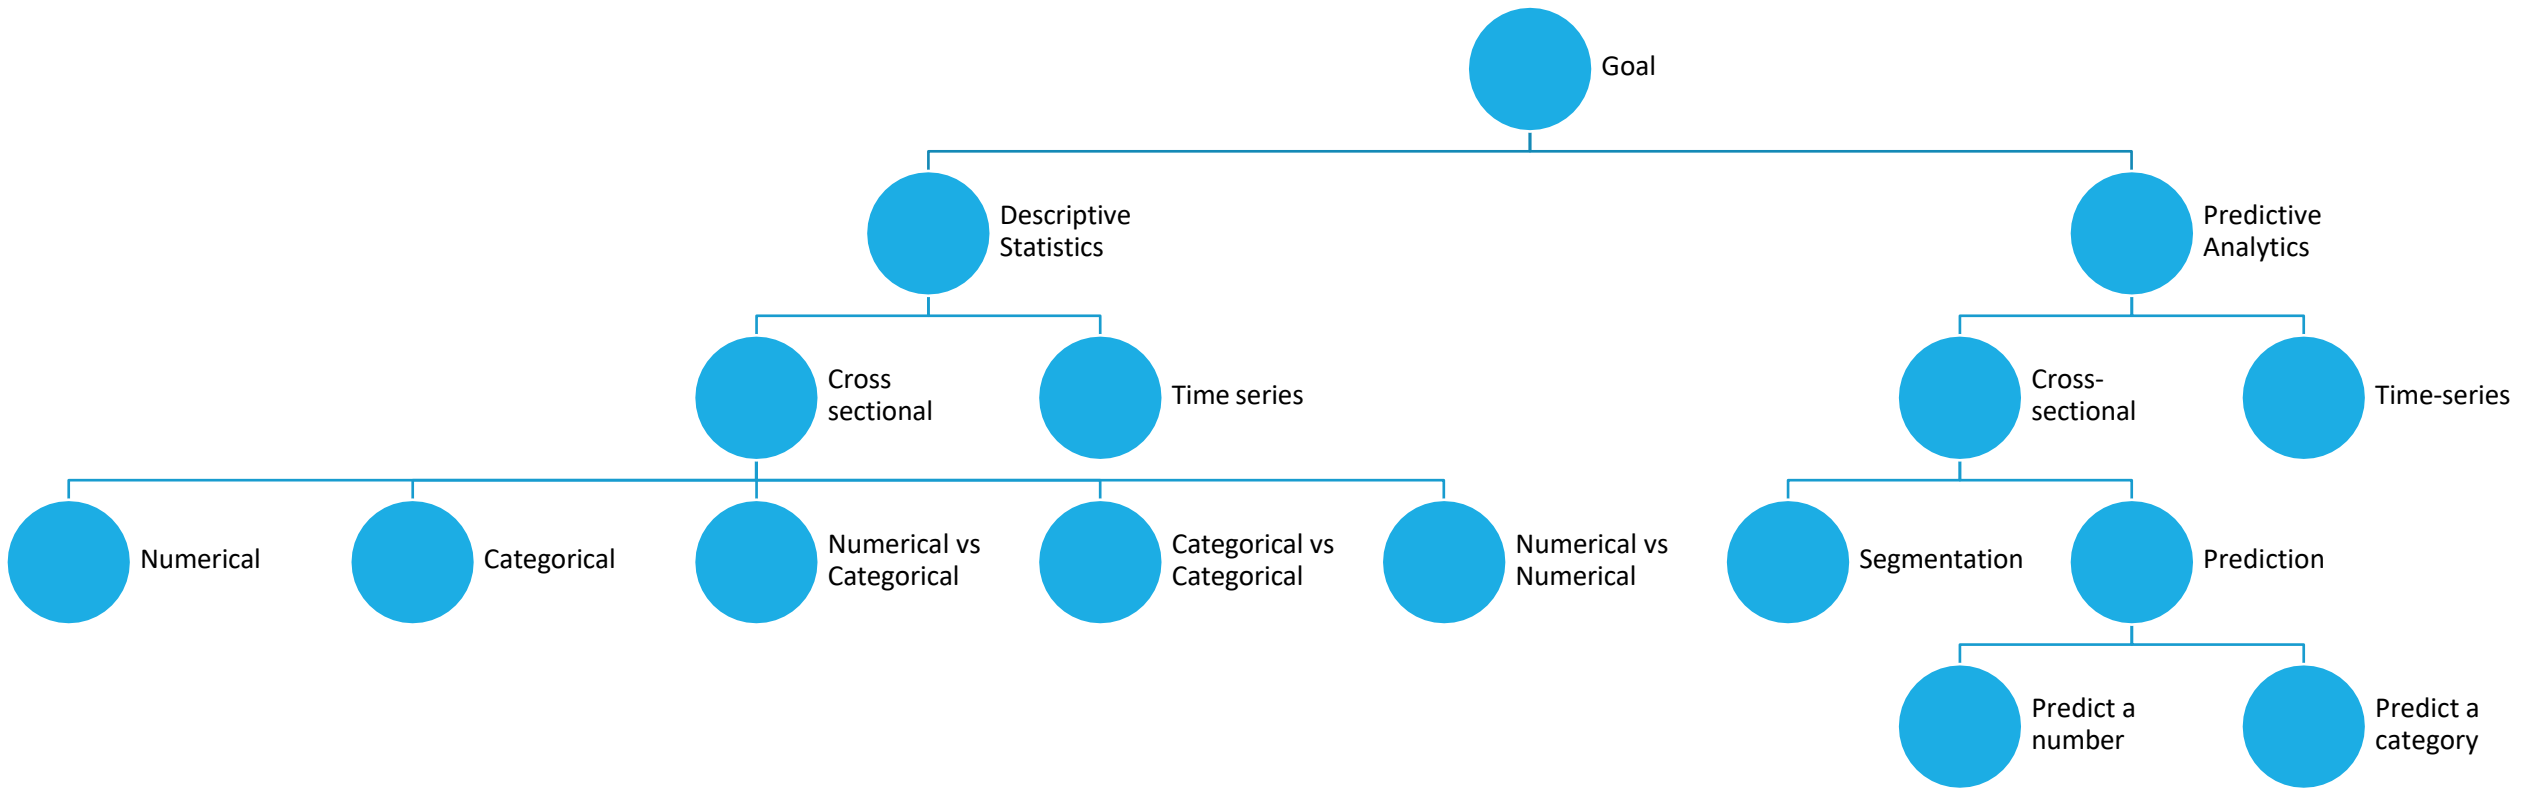 Goal
Descriptive
Statistics
Predictive
Analytics
Cross
sectional
Time series
Cross-
sectional
Time-series
Numerical
Categorical
Numerical vs
Categorical
Categorical vs
Categorical
Numerical vs
Numerical
Segmentation
Prediction
Predict a
number
Predict a
category